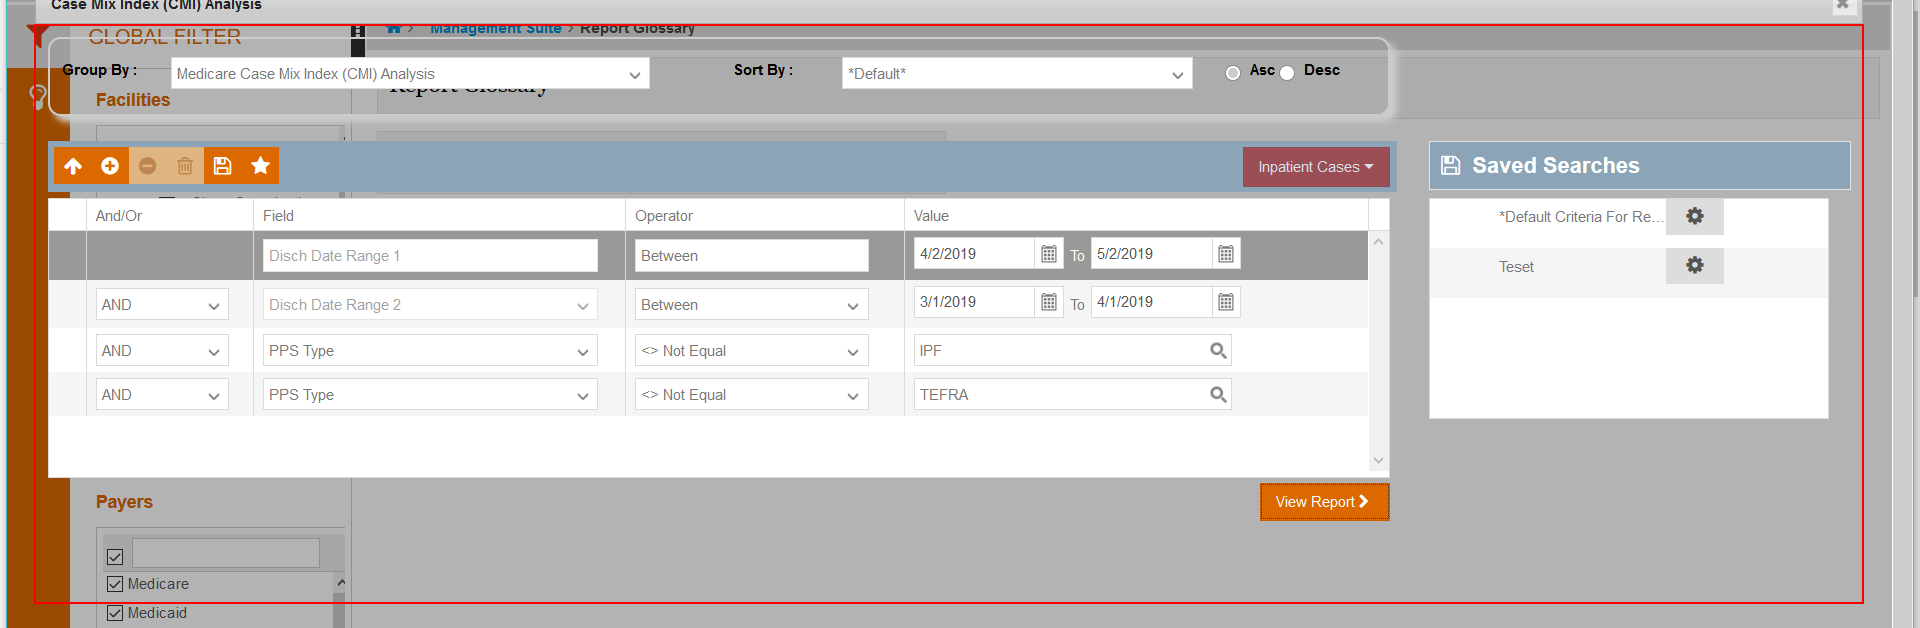 Case Mix Index (CMI) Analysis
GLOBAL FILTER
Management Suite > Report Glossary
Group By :
Medicare Case Mix Index (CMI) Analysis
Sort By :
*Default*
Asc
Desc
Report Glossary
Facilities
Inpatient Cases
Saved Searches
And/Or
Field
Operator
Value
*Default Criteria For Re...
Disch Date Range 1
Between
4/2/2019
To
5/2/2019
Teset
AND
Disch Date Range 2
Between
3/1/2019
To
4/1/2019
AND
PPS Type
<> Not Equal
IPF
AND
PPS Type
<> Not Equal
TEFRA
Payers
View Report
Medicare
Medicaid